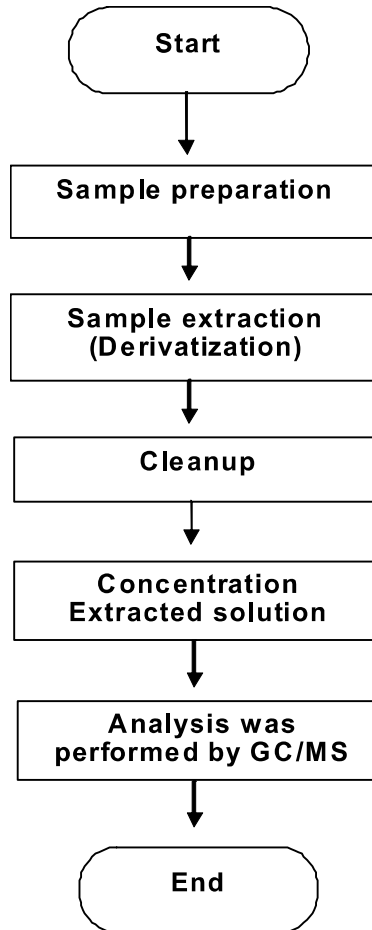 Start
Sample preparation
Sample extraction
(Derivatization)
Cleanup
Concentration
Extracted solution
Analysis was
performed by GC/MS
End